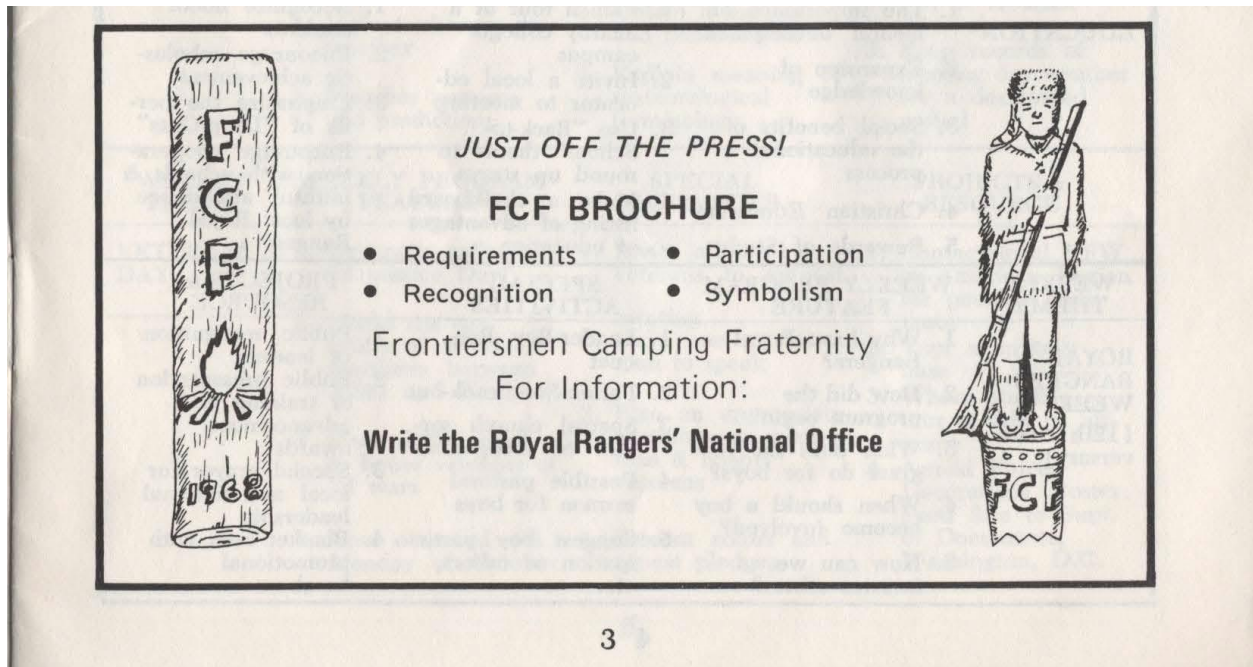 F
C
F
1968
JUST OFF THE PRESS!
FCF BROCHURE
• Requirements
• Participation
• Recognition
• Symbolism
Frontiersmen Camping Fraternity
For Information:
Write the Royal Rangers' National Office
FCF
3